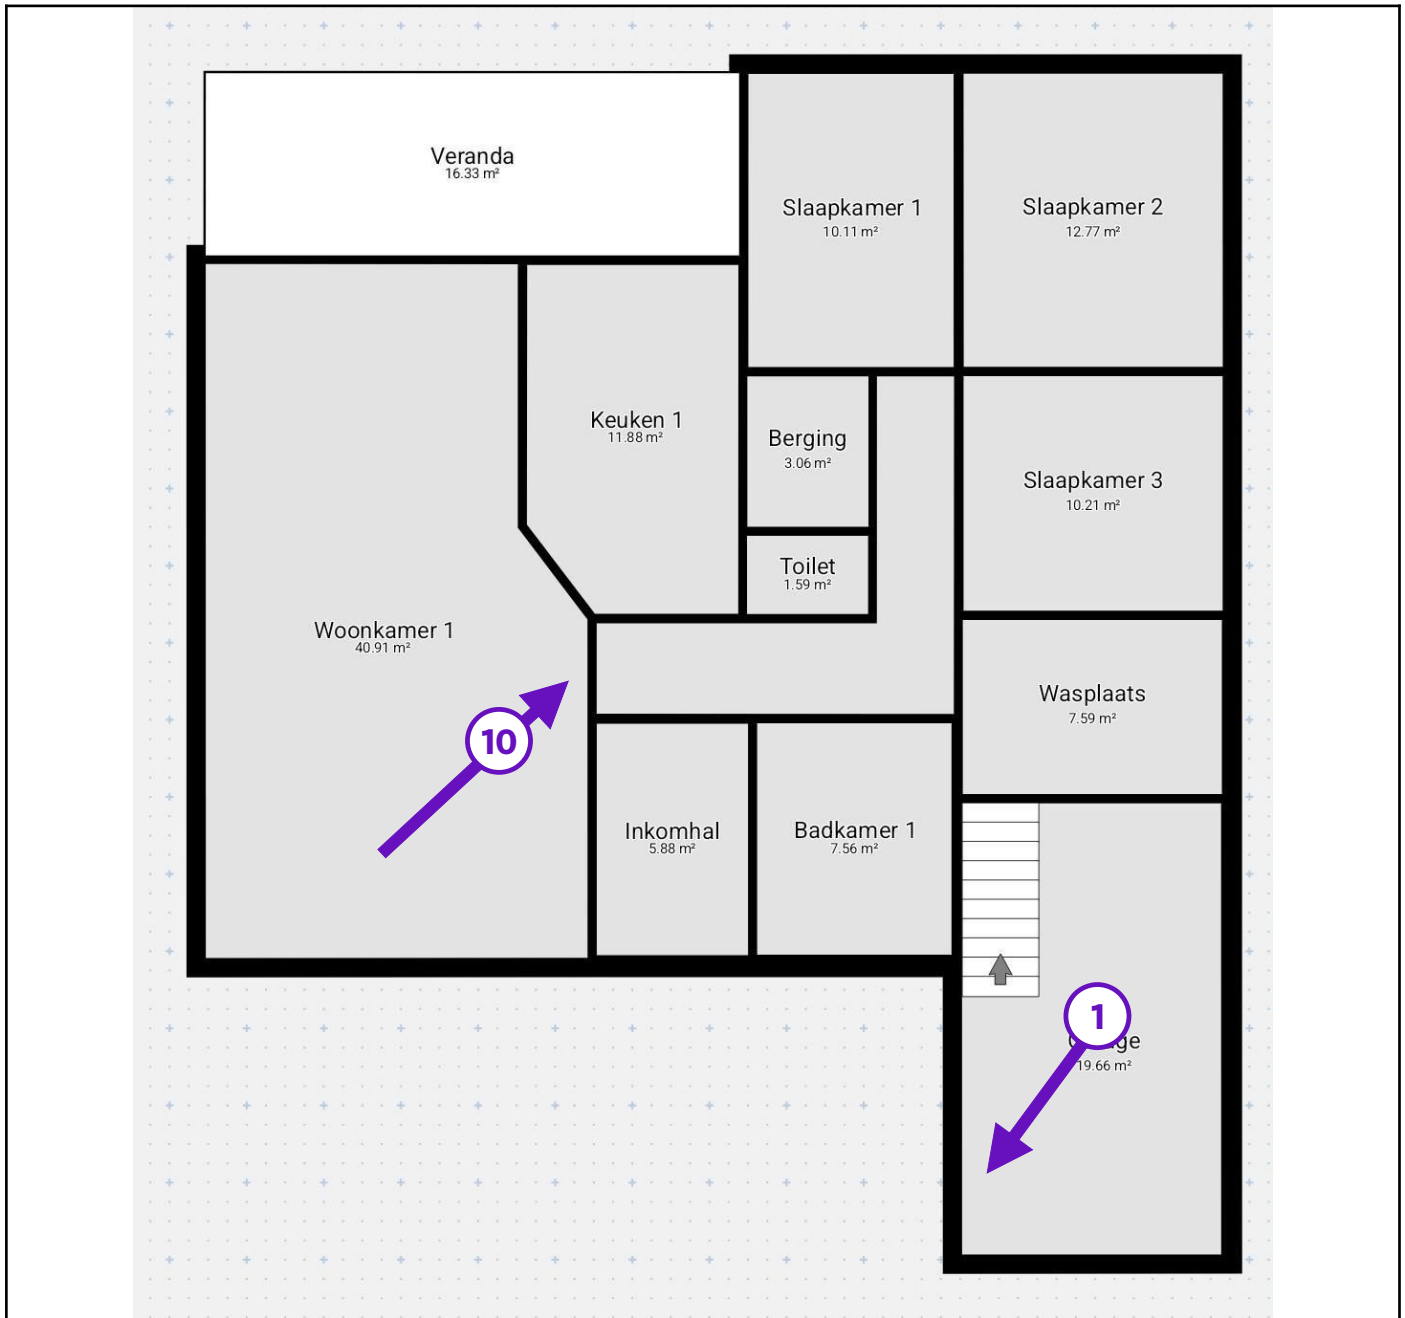 Veranda
16.33 m²
Slaapkamer 1
10.11 m²
Slaapkamer 2
12.77 m²
Keuken 1
11.88 m²
Berging
3.06 m²
Slaapkamer 3
10.21 m²
Toilet
1.59 m²
Woonkamer 1
40.91 m²
Wasplaats
7.59 m²
10
Inkomhal
5.88 m²
Badkamer 1
7.56 m²
1
19.66 m²